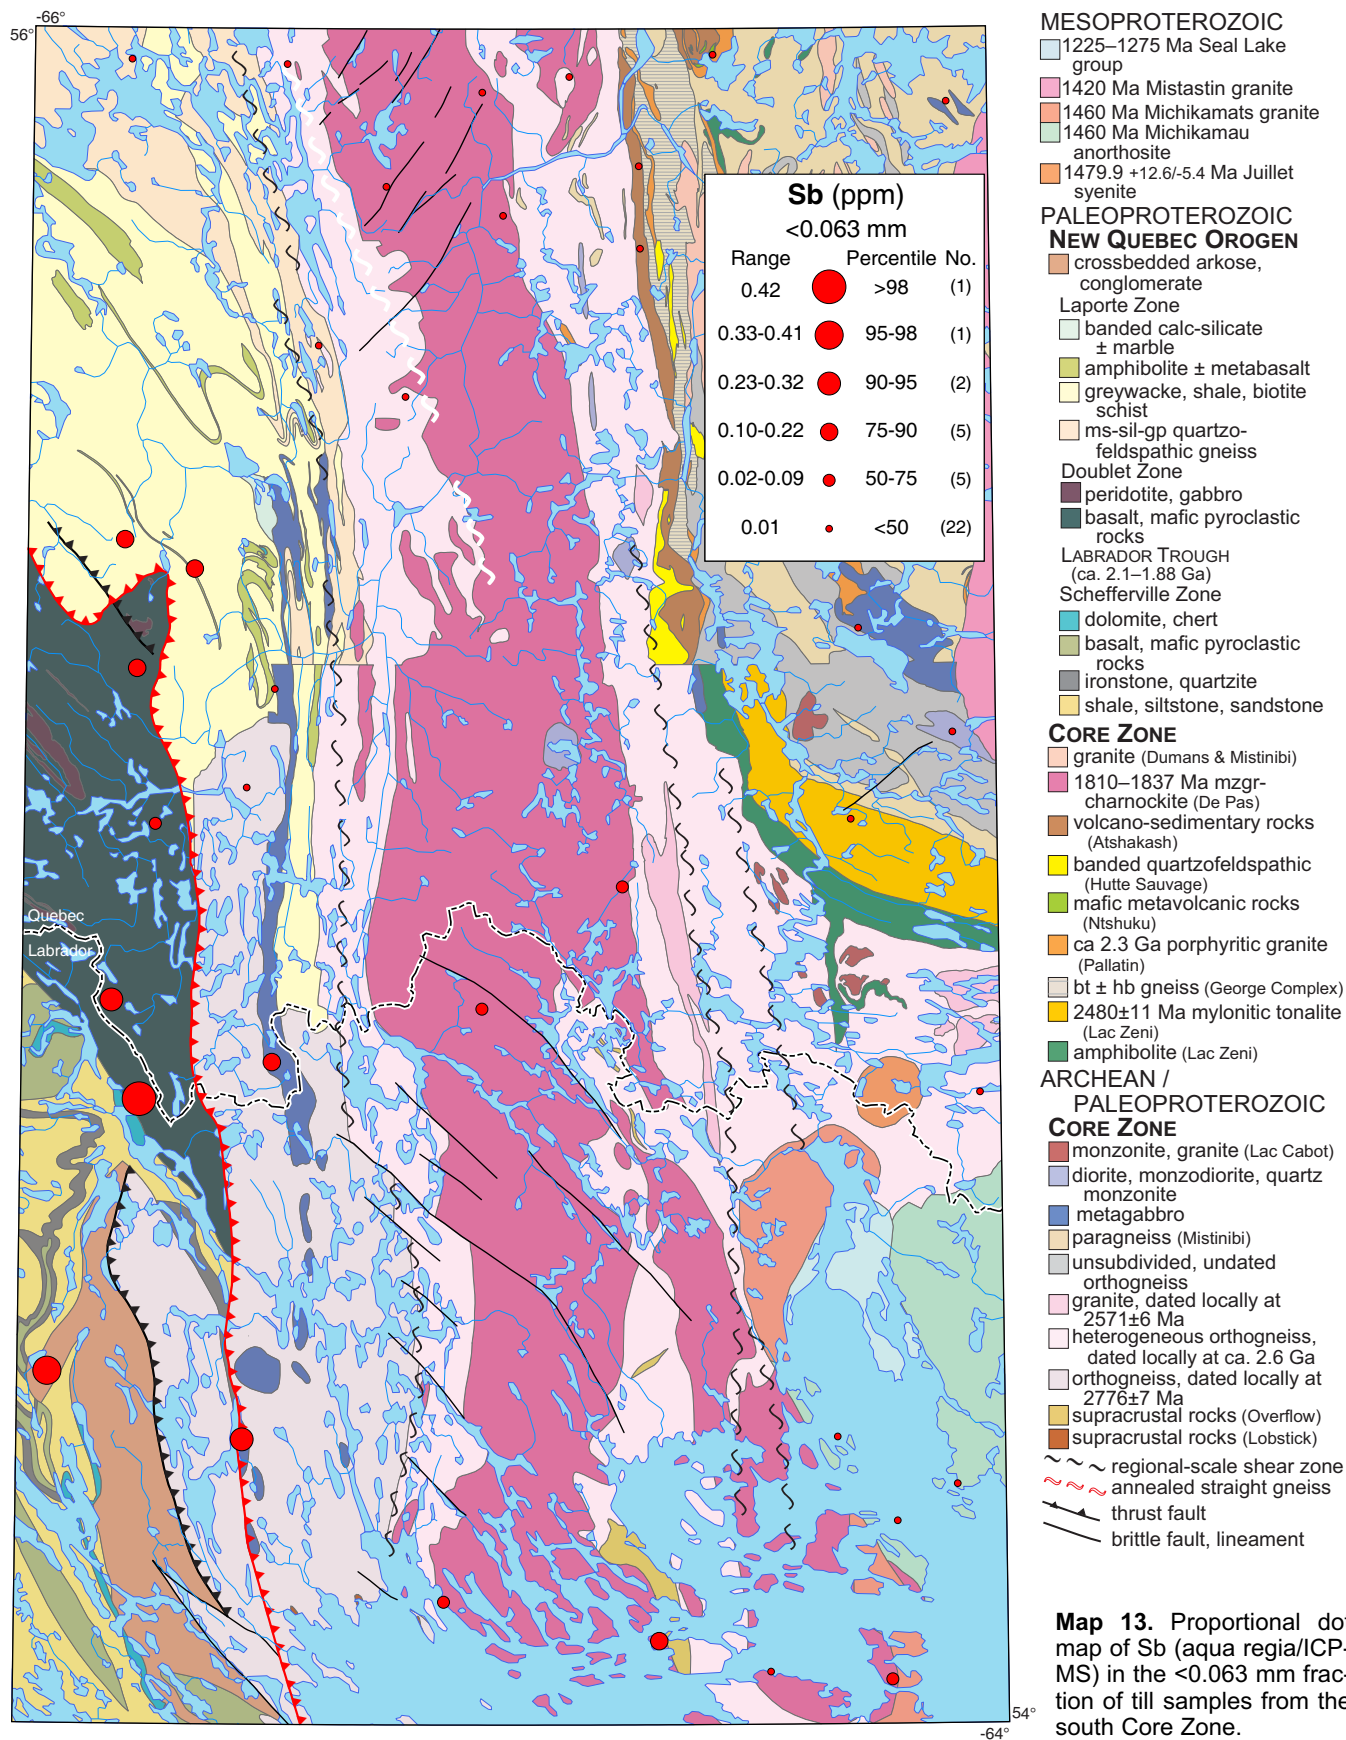 -66°
56°
Sb (ppm)
<0.063 mm
Range Percentile No.
0.42 >98 (1)
0.33-0.41 95-98 (1)
0.23-0.32 90-95 (2)
0.10-0.22 75-90 (5)
0.02-0.09 50-75 (5)
0.01 <50 (22)
Quebec
Labrador
54°
-64°
MESOPROTEROZOIC
1225–1275 Ma Seal Lake
group
1420 Ma Mistastin granite
1460 Ma Michikamats granite
1460 Ma Michikamau
anorthosite
1479.9 +12.6/-5.4 Ma Juillet
syenite
PALEOPROTEROZOIC
NEW QUEBEC OROGEN
crossbedded arkose,
conglomerate
Laporte Zone
banded calc-silicate
± marble
amphibolite ± metabasalt
greywacke, shale, biotite
schist
ms-sil-gp quartzo-
feldspathic gneiss
Doublet Zone
peridotite, gabbro
basalt, mafic pyroclastic
rocks
LABRADOR TROUGH
(ca. 2.1–1.88 Ga)
Schefferville Zone
dolomite, chert
basalt, mafic pyroclastic
rocks
ironstone, quartzite
shale, siltstone, sandstone
CORE ZONE
granite (Dumans & Mistinibi)
1810–1837 Ma mzgr-
charnockite (De Pas)
volcano-sedimentary rocks
(Atshakash)
banded quartzofeldspathic
(Hutte Sauvage)
mafic metavolcanic rocks
(Ntshuku)
ca 2.3 Ga porphyritic granite
(Pallatin)
bt ± hb gneiss (George Complex)
2480±11 Ma mylonitic tonalite
(Lac Zeni)
amphibolite (Lac Zeni)
ARCHEAN /
PALEOPROTEROZOIC
CORE ZONE
monzonite, granite (Lac Cabot)
diorite, monzodiorite, quartz
monzonite
metagabbro
paragneiss (Mistinibi)
unsubdivided, undated
orthogneiss
granite, dated locally at
2571±6 Ma
heterogeneous orthogneiss,
dated locally at ca. 2.6 Ga
orthogneiss, dated locally at
2776±7 Ma
supracrustal rocks (Overflow)
supracrustal rocks (Lobstick)
regional-scale shear zone
annealed straight gneiss
thrust fault
brittle fault, lineament
Map 13. Proportional dot
map of Sb (aqua regia/ICP-
MS) in the <0.063 mm frac-
tion of till samples from the
south Core Zone.